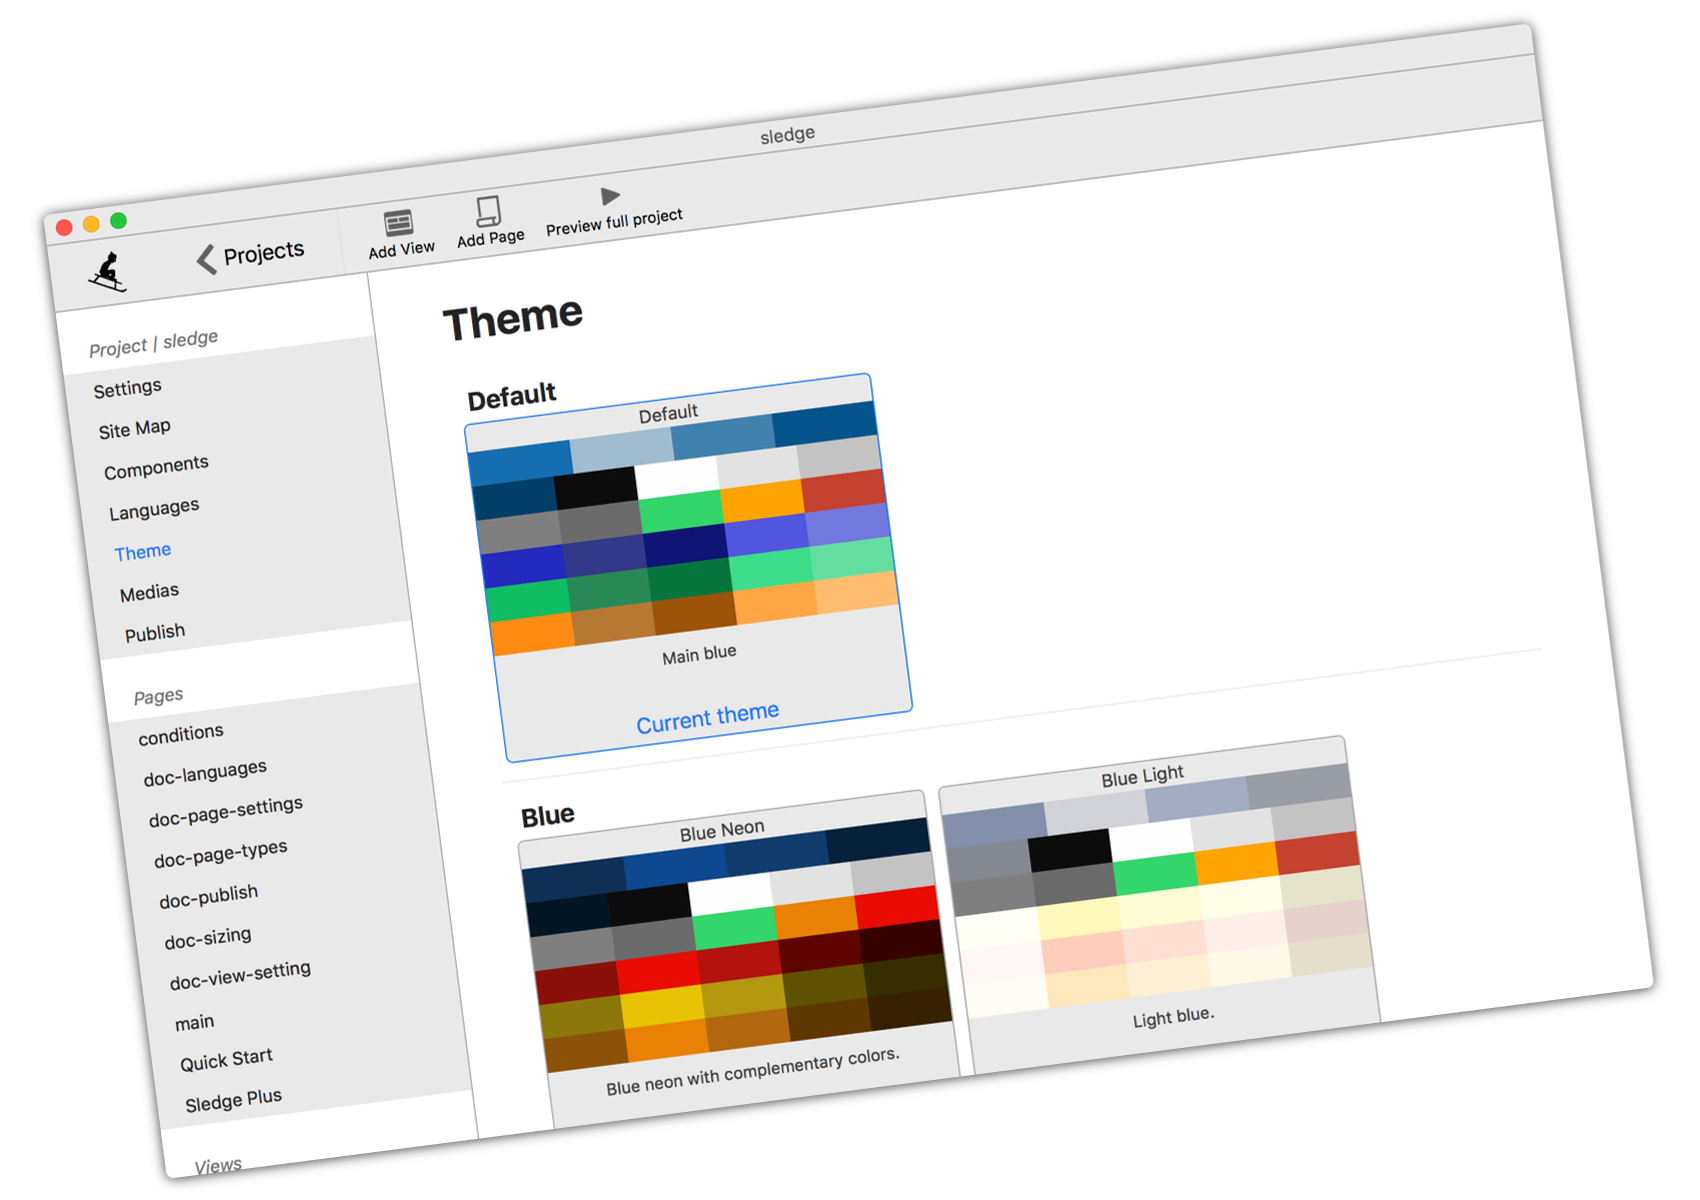 sledge
Projects
Add View
Add Page
Preview full project
Project | sledge
Settings
Site Map
Components
Languages
Theme
Medias
Publish
Pages
conditions
doc-languages
doc-page-settings
doc-page-types
doc-publish
doc-sizing
doc-view-setting
main
Quick Start
Sledge Plus
Views
Theme
Default
Default
Main blue
Current theme
Blue
Blue Neon
Blue neon with complementary colors.
Blue Light
Light blue.